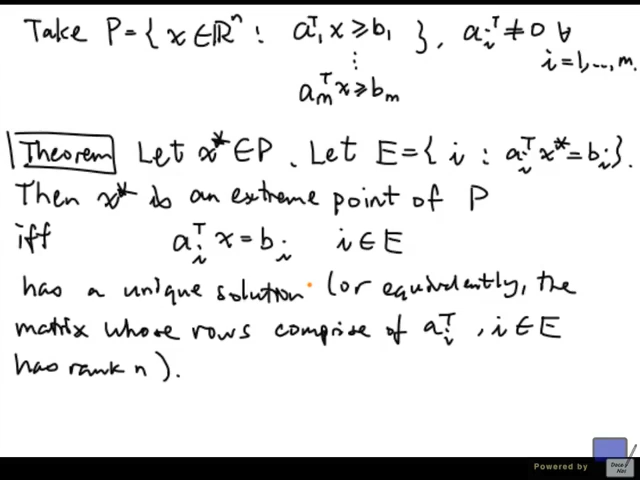 Take P = { x ∈ ℝⁿ : a₁ᵀx ≥ b₁ }, aᵢᵀ ≠ 0 ∀
⋮ i = 1, ..., m.
aₘᵀx ≥ bₘ
Theorem Let x* ∈ P. Let E = { i : aᵢᵀx* = bᵢ }.
Then x* is an extreme point of P
iff aᵢᵀx = bᵢ i ∈ E
has a unique solution (or equivalently, the
matrix whose rows comprise of aᵢᵀ, i ∈ E
has rank n).
Powered by